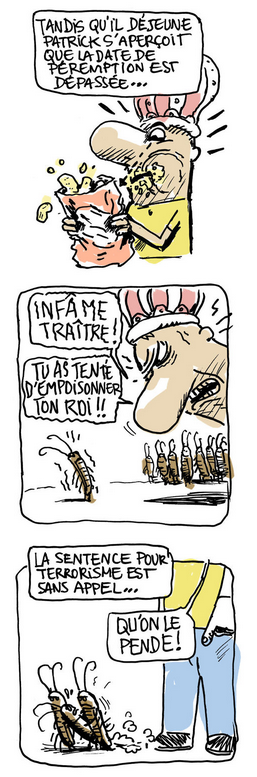 TANDIS QU'IL DÉJEUNE
PATRICK S'APERÇOIT
QUE LA DATE DE
PÉREMPTION EST
DÉPASSÉE...
INFÂME
TRAÎTRE!
TU AS TENTÉ
D'EMPOISONNER
TON ROI!!
LA SENTENCE POUR
TERRORISME EST
SANS APPEL...
QU'ON LE
PENDE!